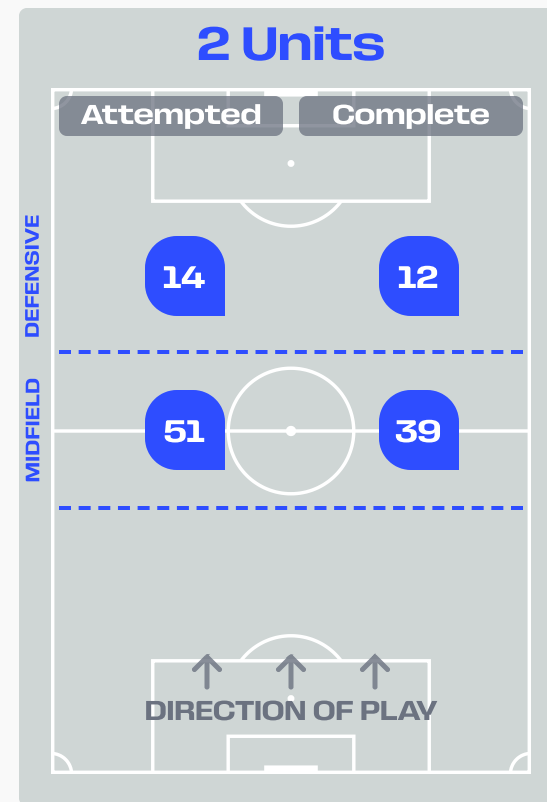 2 Units
Attempted Complete
DEFENSIVE
14 12
MIDFIELD
51 39
DIRECTION OF PLAY